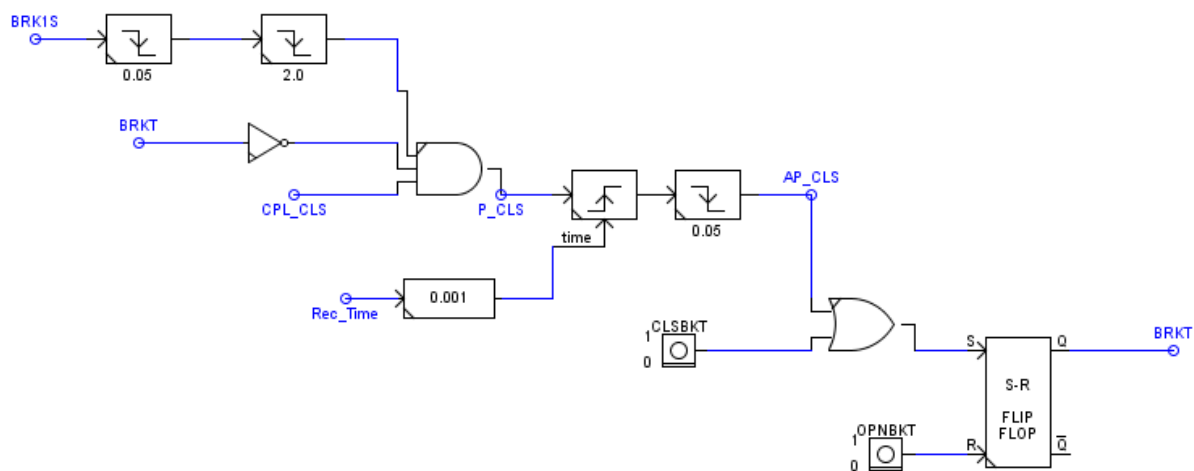 BRK1S
0.05
2.0
BRKT
CPL_CLS
P_CLS
time
0.05
AP_CLS
Rec_Time
0.001
CLSBKT
1
0
OPNBKT
1
0
S
Q
S-R
FLIP
FLOP
R
Q̅
BRKT